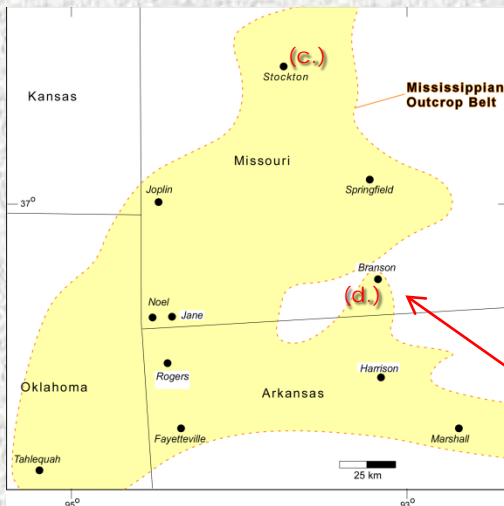 (c.)
Stockton
Kansas
Mississippian
Outcrop Belt
Missouri
Joplin
Springfield
37°
Branson
(d.)
Noel
Jane
Rogers
Harrison
Oklahoma
Arkansas
Fayetteville
Marshall
Tahlequah
25 km
95°
93°